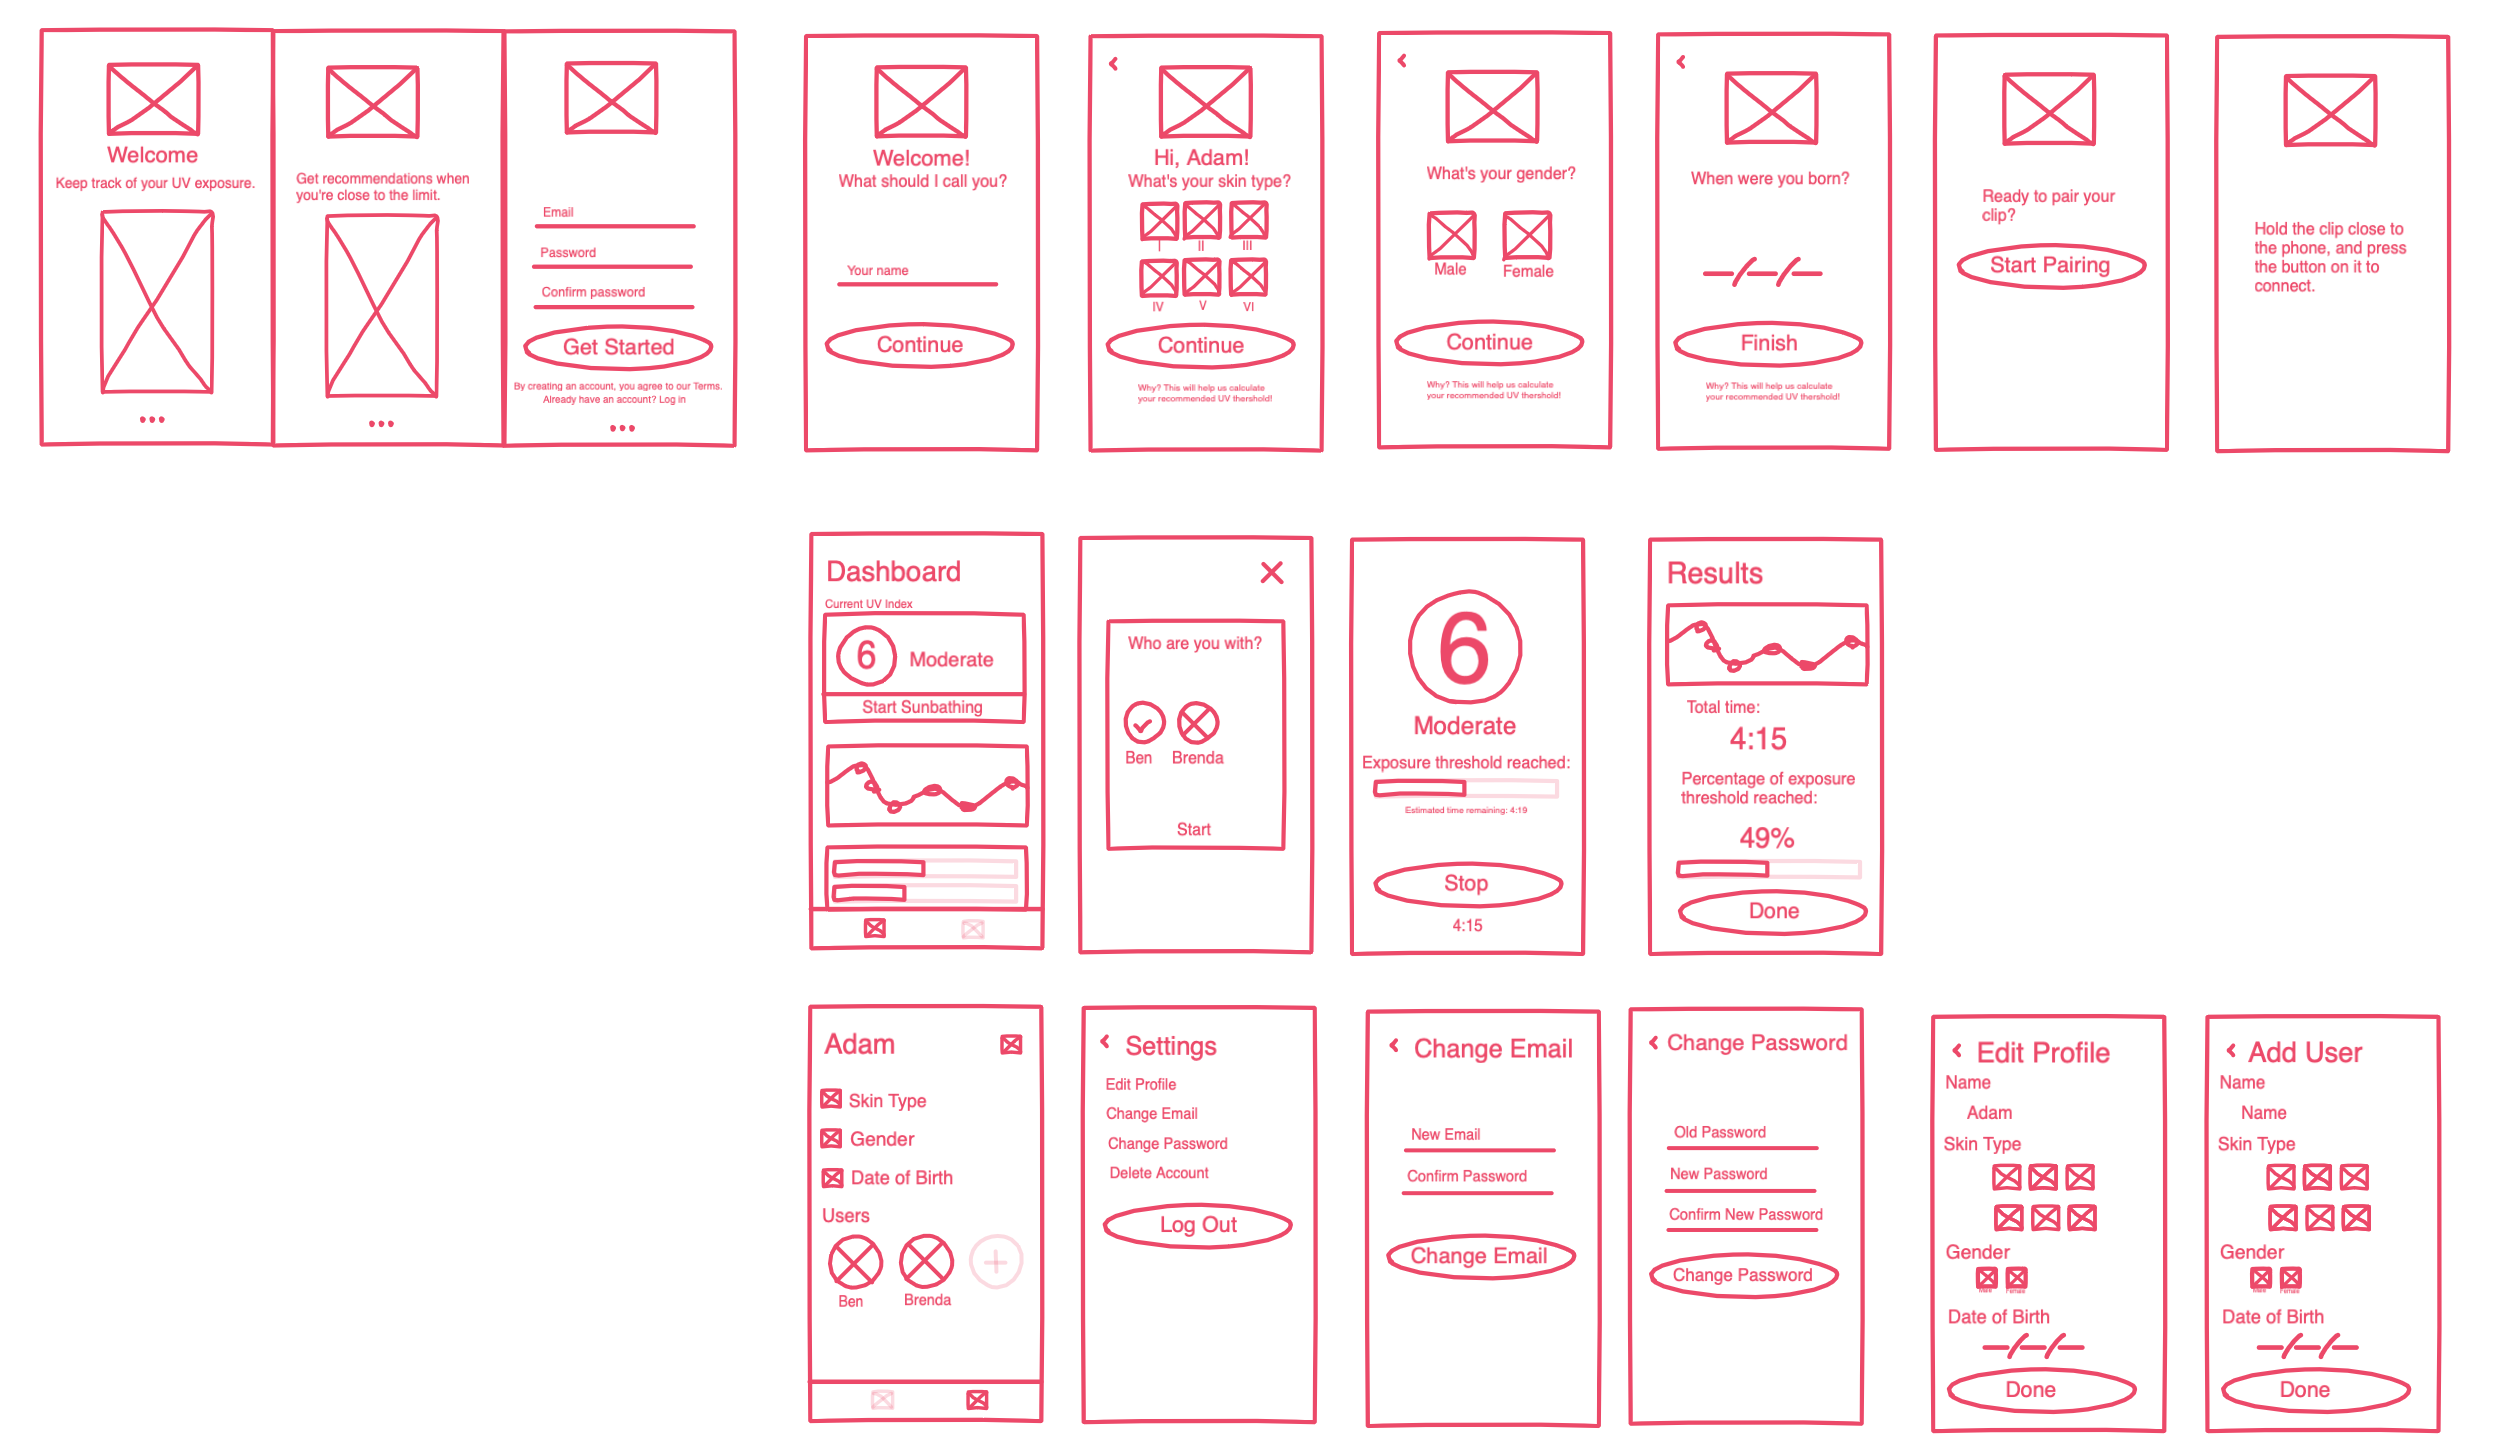 Welcome
Keep track of your UV exposure.
Get recommendations when
you're close to the limit.
Email
Password
Confirm password
Get Started
By creating an account, you agree to our Terms.
Already have an account? Log in
Welcome!
What should I call you?
Your name
Continue
Hi, Adam!
What's your skin type?
I II III
IV V VI
Continue
Why? This will help us calculate
your recommended UV thershold!
What's your gender?
Male Female
Continue
Why? This will help us calculate
your recommended UV thershold!
When were you born?
Finish
Why? This will help us calculate
your recommended UV thershold!
Ready to pair your
clip?
Start Pairing
Hold the clip close to
the phone, and press
the button on it to
connect.
Dashboard
Current UV Index
6 Moderate
Start Sunbathing
Who are you with?
Ben Brenda
Start
6
Moderate
Exposure threshold reached:
Estimated time remaining: 4:19
Stop
4:15
Results
Total time:
4:15
Percentage of exposure
threshold reached:
49%
Done
Adam
Skin Type
Gender
Date of Birth
Users
Ben Brenda
Settings
Edit Profile
Change Email
Change Password
Delete Account
Log Out
Change Email
New Email
Confirm Password
Change Email
Change Password
Old Password
New Password
Confirm New Password
Change Password
Edit Profile
Name
Adam
Skin Type
Gender
Male Female
Date of Birth
Done
Add User
Name
Name
Skin Type
Gender
Male Female
Date of Birth
Done